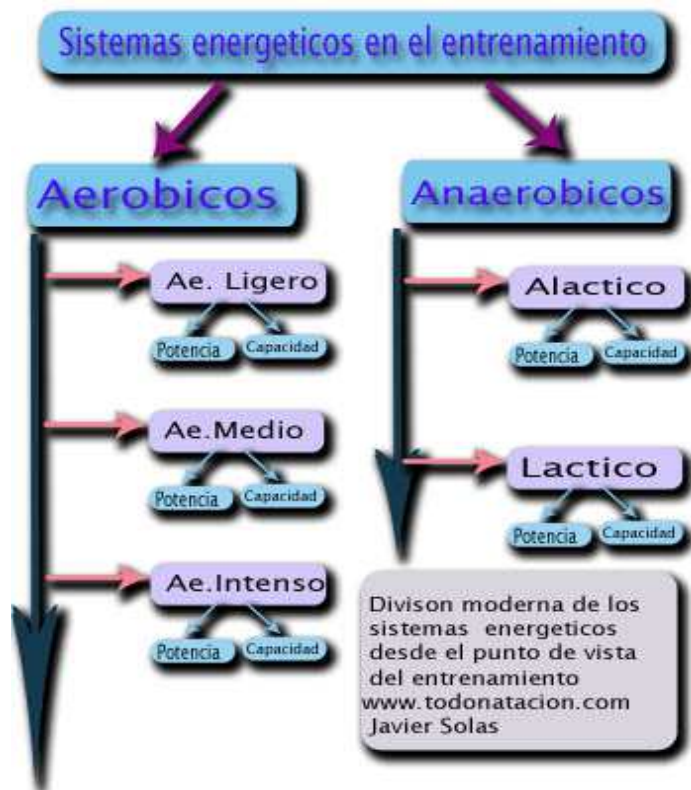 Sistemas energeticos en el entrenamiento
Aerobicos
Ae. Ligero
Potencia
Capacidad
Ae.Medio
Potencia
Capacidad
Ae.Intenso
Potencia
Capacidad
Anaerobicos
Alactico
Potencia
Capacidad
Lactico
Potencia
Capacidad
Divison moderna de los
sistemas energeticos
desde el punto de vista
del entrenamiento
www.todonatacion.com
Javier Solas